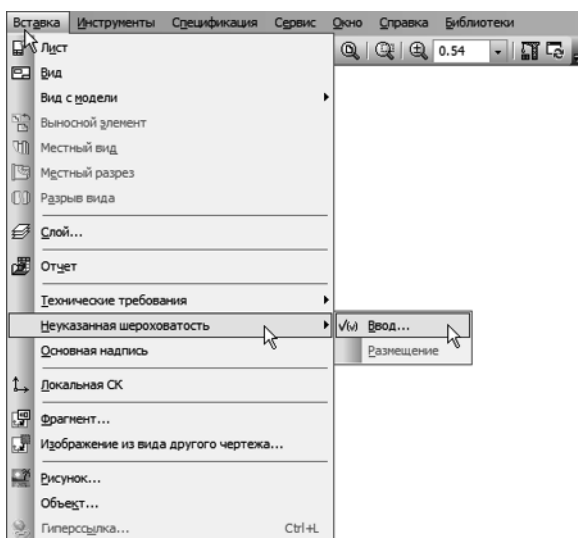 Вставка Инструменты Спецификация Сервис Окно Справка Библиотеки
Лист
0.54
Вид
Вид с модели
Выносной элемент
Местный вид
Местный разрез
Разрыв вида
Слой...
Отчет
Технические требования
Неуказанная шероховатость
Ввод...
Основная надпись
Размещение
Локальная СК
Фрагмент...
Изображение из вида другого чертежа...
Рисунок...
Объект...
Гиперссылка... Ctrl+L